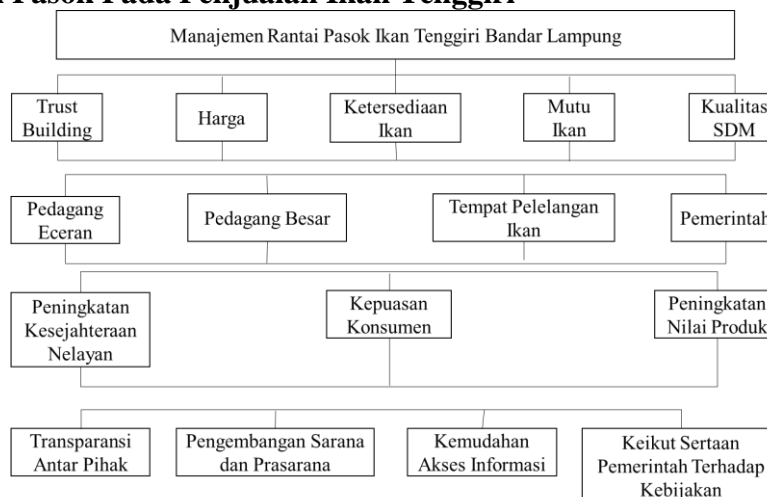 Pasok Pada Penjualan Ikan Tenggiri
Manajemen Rantai Pasok Ikan Tenggiri Bandar Lampung
Trust
Building
Harga
Ketersediaan
Ikan
Mutu
Ikan
Kualitas
SDM
Pedagang
Eceran
Pedagang Besar
Tempat Pelelangan
Ikan
Pemerintah
Peningkatan
Kesejahteraan
Nelayan
Kepuasan
Konsumen
Peningkatan
Nilai Produk
Transparansi
Antar Pihak
Pengembangan Sarana
dan Prasarana
Kemudahan
Akses Informasi
Keikut Sertaan
Pemerintah Terhadap
Kebijakan